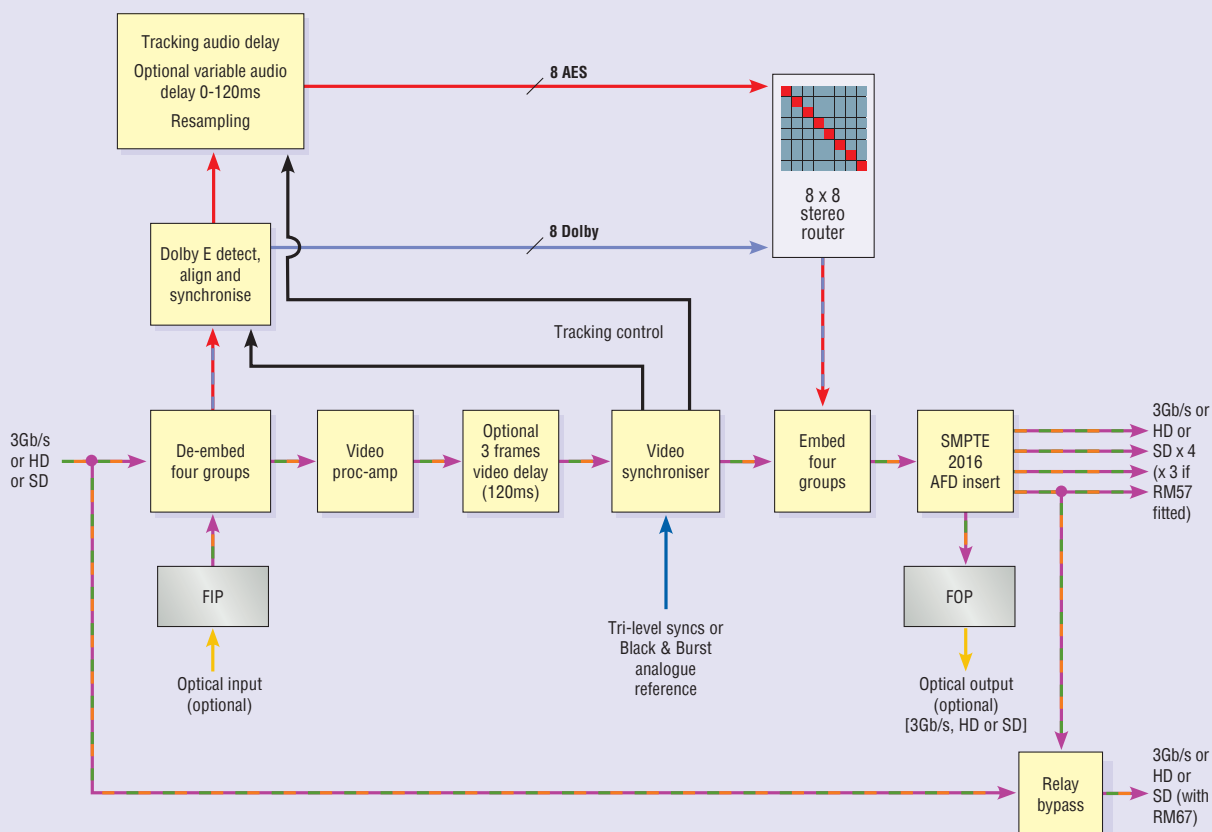 Tracking audio delay
Optional variable audio
delay 0-120ms
Resampling
8 AES
8 x 8
stereo
router
Dolby E detect,
align and
synchronise
8 Dolby
Tracking control
3Gb/s
or HD
or SD
De-embed
four groups
Video
proc-amp
Optional
3 frames
video delay
(120ms)
Video
synchroniser
Embed
four
groups
SMPTE
2016
AFD insert
3Gb/s or
HD or
SD x 4
(x 3 if
RM57
fitted)
FIP
Optical input
(optional)
Tri-level syncs or
Black & Burst
analogue
reference
FOP
Optical output
(optional)
[3Gb/s, HD or SD]
Relay
bypass
3Gb/s or
HD or
SD (with
RM67)